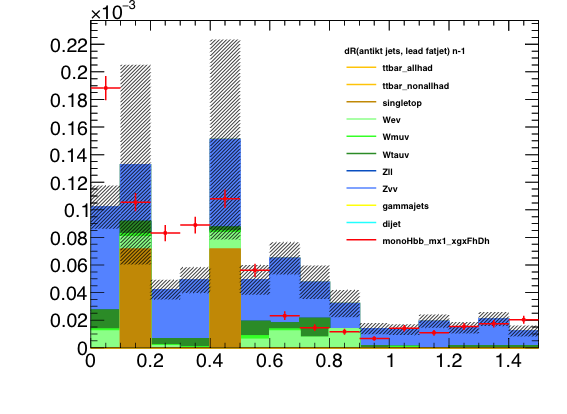 ×10⁻³
dR(antikt jets, lead fatjet) n-1
ttbar_allhad
ttbar_nonallhad
singletop
Wev
Wmuv
Wtauv
Zll
Zvv
gammajets
dijet
monoHbb_mx1_xgxFhDh
0.22
0.2
0.18
0.16
0.14
0.12
0.1
0.08
0.06
0.04
0.02
0
0 0.2 0.4 0.6 0.8 1 1.2 1.4